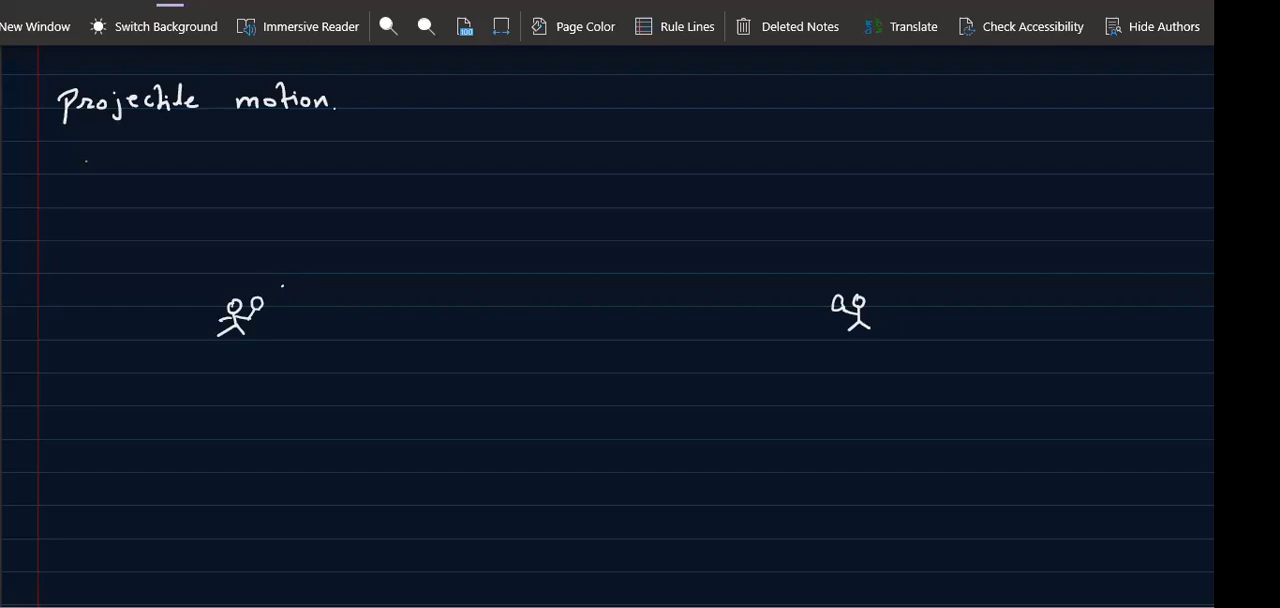 New Window Switch Background Immersive Reader 100 Page Color Rule Lines Deleted Notes Translate Check Accessibility Hide Authors
Projectile motion.